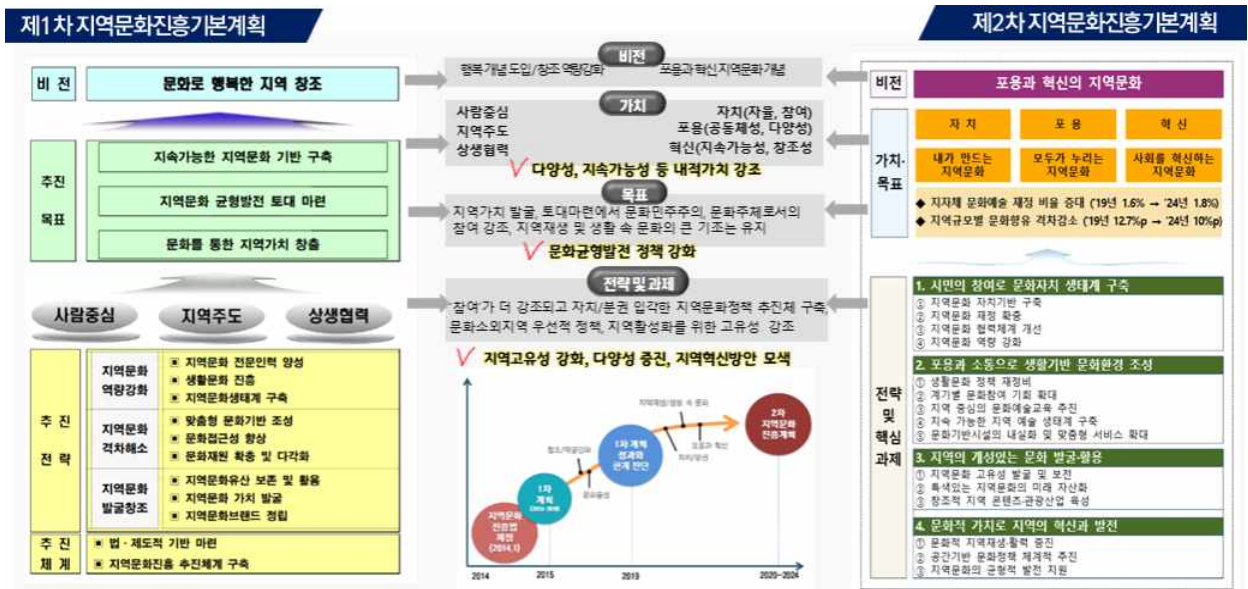 제1차 지역문화진흥기본계획
제2차 지역문화진흥기본계획
비 전
문화로 행복한 지역 창조
추진
목표
지속가능한 지역문화 기반 구축
지역문화 균형발전 토대 마련
문화를 통한 지역가치 창출
사람중심
지역주도
상생협력
추 진
전 략
지역문화
역량강화
▣ 지역문화 전문인력 양성
▣ 생활문화 진흥
▣ 지역문화생태계 구축
지역문화
격차해소
▣ 맞춤형 문화기반 조성
▣ 문화접근성 향상
▣ 문화재원 확충 및 다각화
지역문화
발굴창조
▣ 지역문화유산 보존 및 활용
▣ 지역문화 가치 발굴
▣ 지역문화브랜드 정립
추 진
체 계
▣ 법·제도적 기반 마련
▣ 지역문화진흥 추진체계 구축
비전
행복 개념 도입/창조 역량강화
포용과 혁신 지역문화 개념
가치
사람중심
지역주도
상생협력
자치(자율, 참여)
포용(공동체성, 다양성)
혁신(지속가능성, 창조성
다양성, 지속가능성 등 내적가치 강조
목표
지역가치 발굴, 토대마련에서 문화민주주의, 문화주체로서의
참여 강조, 지역재생 및 생활 속 문화의 큰 기조는 유지
문화균형발전 정책 강화
전략 및 과제
참여가 더 강조되고 자치/분권 입각한 지역문화정책 추진체 구축,
문화소외지역 우선적 정책, 지역활성화를 위한 고유성 강조
지역고유성 강화, 다양성 증진, 지역혁신방안 모색
지역문화
진흥법
제정
(2014.1)
1차
계획
1차 계획
성과와
한계 진단
2차
지역문화
진흥계획
2014
2015
2019
2020~2024
비전
포용과 혁신의 지역문화
가치·
목표
자 치
포 용
혁 신
내가 만드는
지역문화
모두가 누리는
지역문화
사회를 혁신하는
지역문화
◆ 지자체 문화예술 재정 비율 증대 ('19년 1.6% → '24년 1.8%)
◆ 지역규모별 문화향유 격차감소 ('19년 12.7%p → '24년 10%p)
전략
및
핵심
과제
1. 시민의 참여로 문화자치 생태계 구축
① 지역문화 자치기반 구축
② 지역문화 재정 확충
③ 지역문화 협력체계 개선
④ 지역문화 역량 강화
2. 포용과 소통으로 생활기반 문화환경 조성
① 생활문화 정책 재정비
② 계기별 문화참여 기회 확대
③ 지역 중심의 문화예술교육 추진
④ 지속 가능한 지역 예술 생태계 구축
⑤ 문화기반시설의 내실화 및 맞춤형 서비스 확대
3. 지역의 개성있는 문화 발굴·활용
① 지역문화 고유성 발굴 및 보전
② 특색있는 지역문화의 미래 자산화
③ 창조적 지역 콘텐츠·관광산업 육성
4. 문화적 가치로 지역의 혁신과 발전
① 문화적 지역재생·활력 증진
② 공간기반 문화정책 체계적 추진
③ 지역문화의 균형적 발전 지원